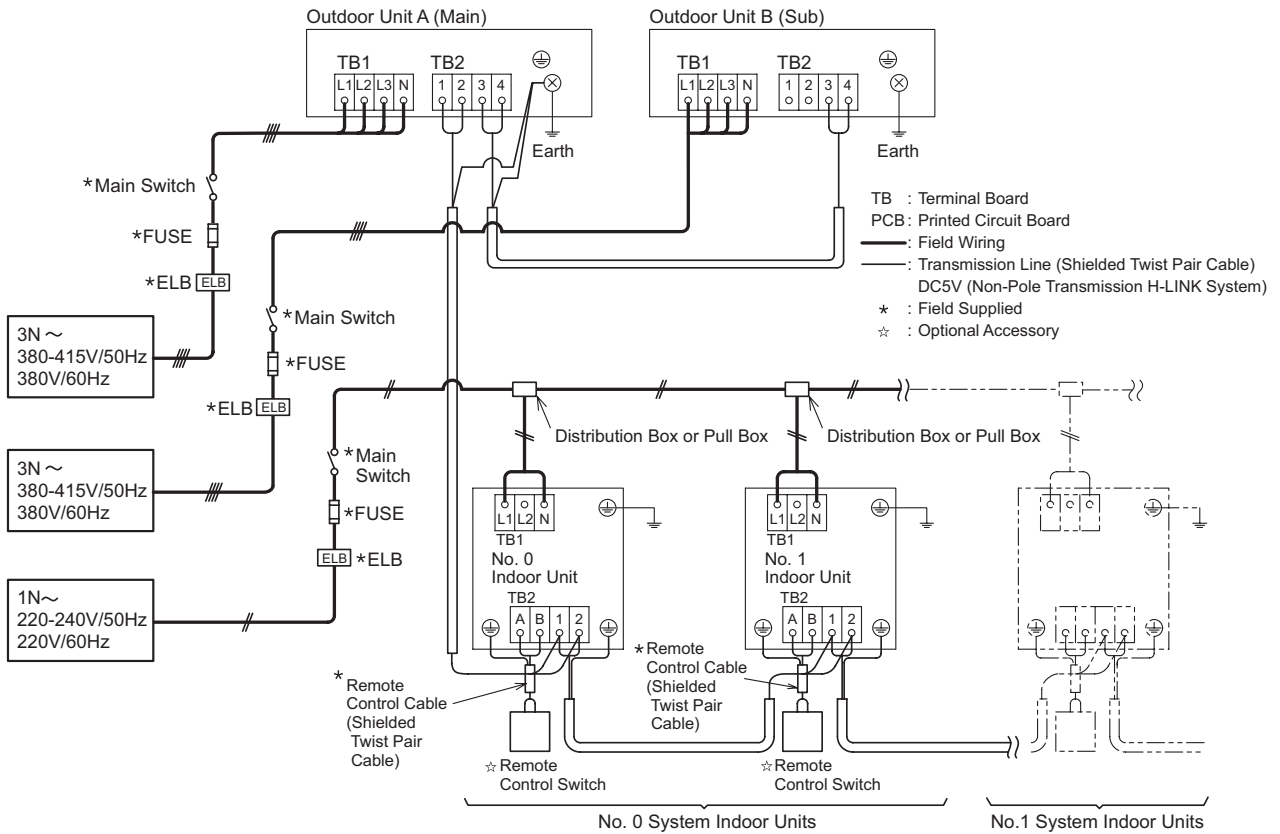 Outdoor Unit A (Main)
TB1
TB2
L1 L2 L3 N
1 2 3 4
Earth
Outdoor Unit B (Sub)
TB1
TB2
L1 L2 L3 N
1 2 3 4
Earth
*Main Switch
*FUSE
*ELB
ELB
3N～
380-415V/50Hz
380V/60Hz
*Main Switch
*FUSE
*ELB
ELB
3N～
380-415V/50Hz
380V/60Hz
*Main
Switch
*FUSE
ELB
*ELB
1N～
220-240V/50Hz
220V/60Hz
TB : Terminal Board
PCB : Printed Circuit Board
: Field Wiring
: Transmission Line (Shielded Twist Pair Cable)
DC5V (Non-Pole Transmission H-LINK System)
* : Field Supplied
☆ : Optional Accessory
Distribution Box or Pull Box
Distribution Box or Pull Box
L1 L2 N
TB1
No. 0
Indoor Unit
TB2
A B 1 2
L1 L2 N
TB1
No. 1
Indoor Unit
TB2
A B 1 2
*Remote
Control Cable
(Shielded
Twist Pair
Cable)
*Remote
Control Cable
(Shielded
Twist Pair
Cable)
☆Remote
Control Switch
☆Remote
Control Switch
No. 0 System Indoor Units
No.1 System Indoor Units